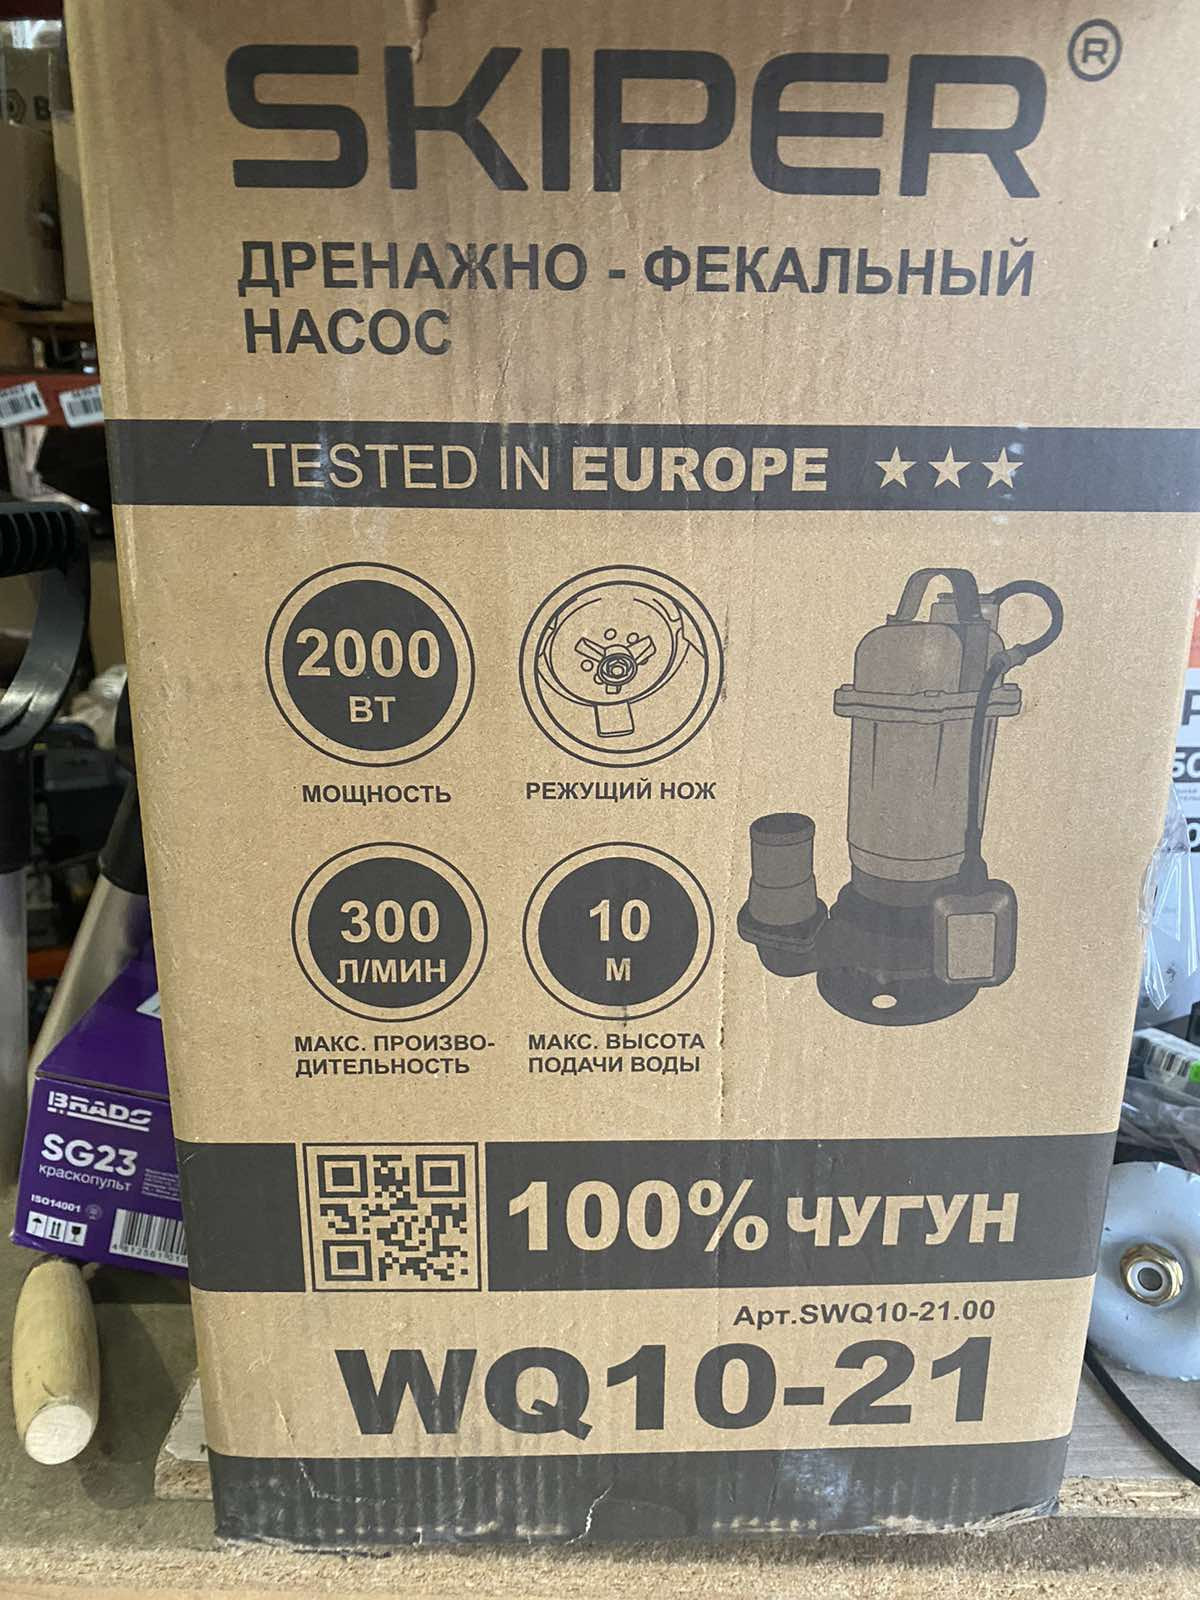 SKIPER®
ДРЕНАЖНО - ФЕКАЛЬНЫЙ
НАСОС
TESTED IN EUROPE
2000
ВТ
МОЩНОСТЬ
РЕЖУЩИЙ НОЖ
300
Л/МИН
МАКС. ПРОИЗВО-
ДИТЕЛЬНОСТЬ
10
М
МАКС. ВЫСОТА
ПОДАЧИ ВОДЫ
100% ЧУГУН
Арт.SWQ10-21.00
WQ10-21
BRADO
SG23
краскопульт
ISO14001